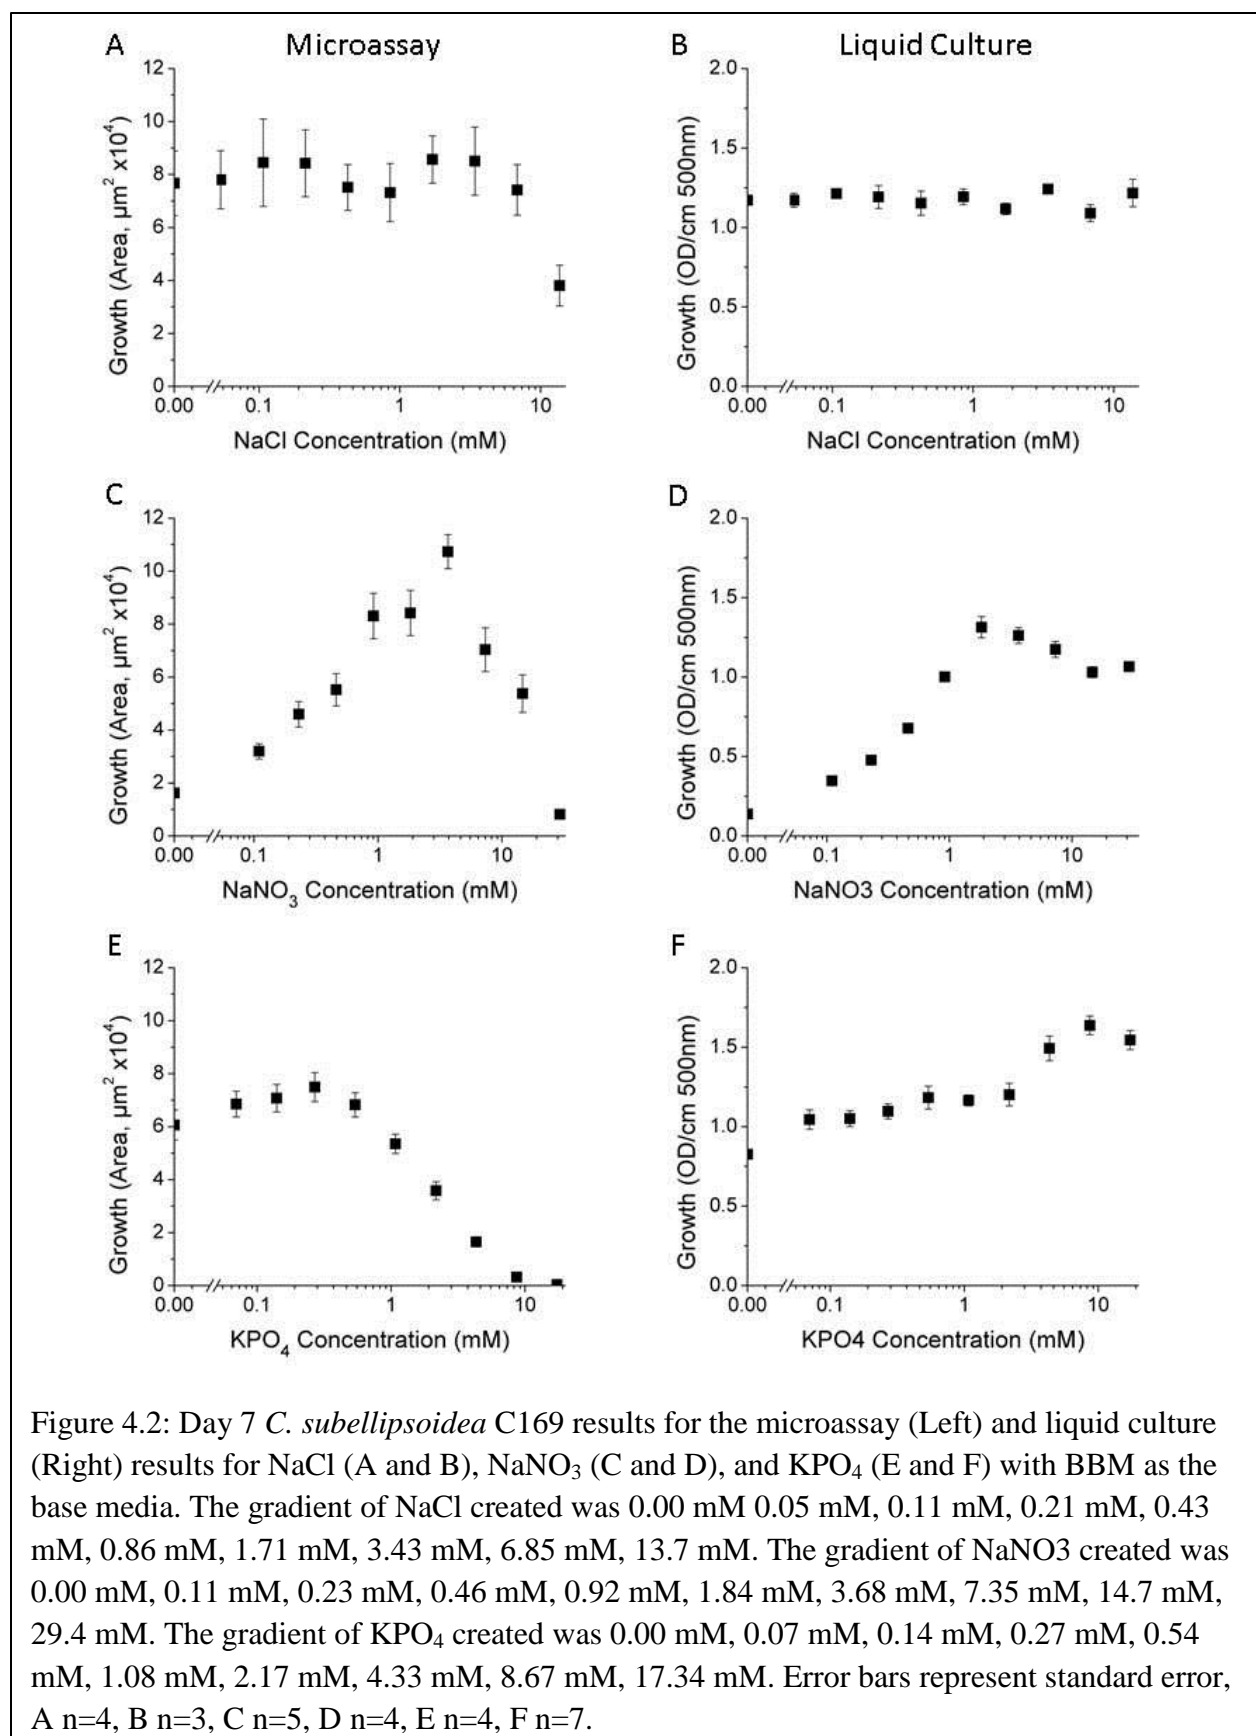 A Microassay B Liquid Culture
12 2.0
10
8 1.5
6 1.0
4
2 0.5
0 0.0
Growth (Area, µm² x10⁴) Growth (OD/cm 500nm)
0.00 0.1 1 10 0.00 0.1 1 10
NaCl Concentration (mM) NaCl Concentration (mM)
C D
12 2.0
10
8 1.5
6 1.0
4
2 0.5
0 0.0
Growth (Area, µm² x10⁴) Growth (OD/cm 500nm)
0.00 0.1 1 10 0.00 0.1 1 10
NaNO₃ Concentration (mM) NaNO3 Concentration (mM)
E F
12 2.0
10
8 1.5
6 1.0
4
2 0.5
0 0.0
Growth (Area, µm² x10⁴) Growth (OD/cm 500nm)
0.00 0.1 1 10 0.00 0.1 1 10
KPO₄ Concentration (mM) KPO4 Concentration (mM)
Figure 4.2: Day 7 C. subellipsoidea C169 results for the microassay (Left) and liquid culture
(Right) results for NaCl (A and B), NaNO₃ (C and D), and KPO₄ (E and F) with BBM as the
base media. The gradient of NaCl created was 0.00 mM 0.05 mM, 0.11 mM, 0.21 mM, 0.43
mM, 0.86 mM, 1.71 mM, 3.43 mM, 6.85 mM, 13.7 mM. The gradient of NaNO3 created was
0.00 mM, 0.11 mM, 0.23 mM, 0.46 mM, 0.92 mM, 1.84 mM, 3.68 mM, 7.35 mM, 14.7 mM,
29.4 mM. The gradient of KPO₄ created was 0.00 mM, 0.07 mM, 0.14 mM, 0.27 mM, 0.54
mM, 1.08 mM, 2.17 mM, 4.33 mM, 8.67 mM, 17.34 mM. Error bars represent standard error,
A n=4, B n=3, C n=5, D n=4, E n=4, F n=7.